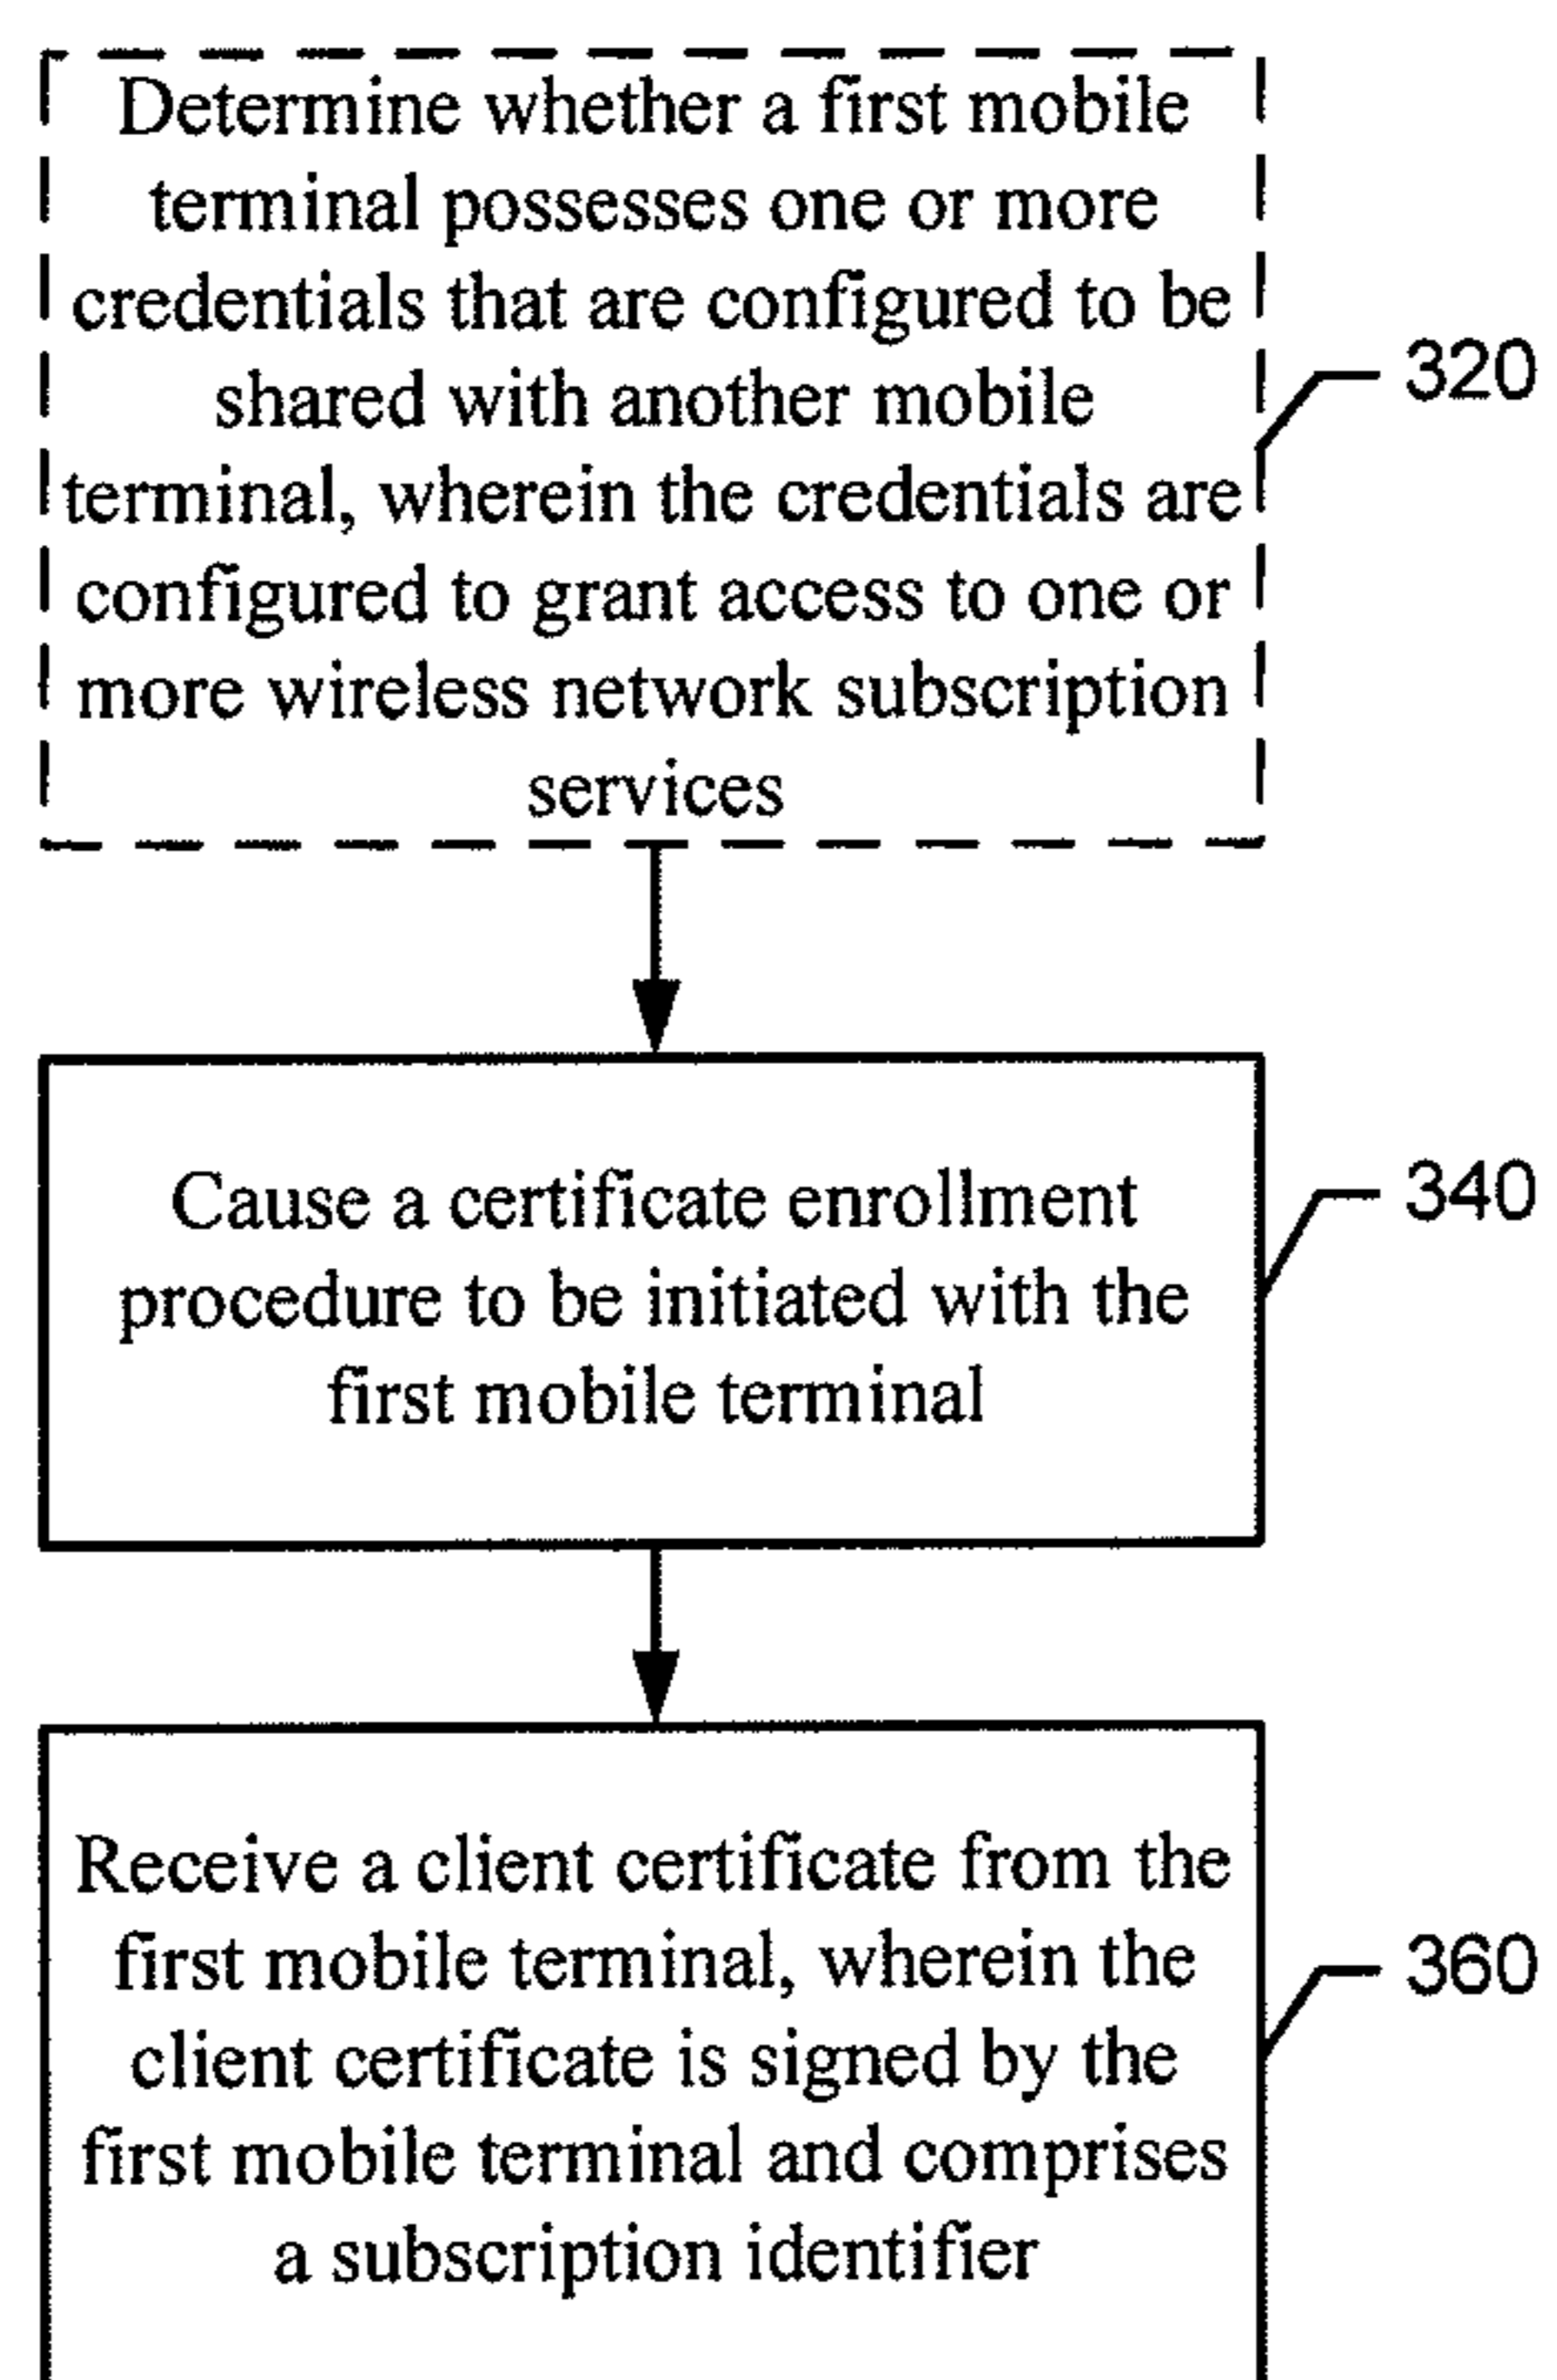 Determine whether a first mobile
terminal possesses one or more
credentials that are configured to be
shared with another mobile
terminal, wherein the credentials are
configured to grant access to one or
more wireless network subscription
services
320
Cause a certificate enrollment
procedure to be initiated with the
first mobile terminal
340
Receive a client certificate from the
first mobile terminal, wherein the
client certificate is signed by the
first mobile terminal and comprises
a subscription identifier
360